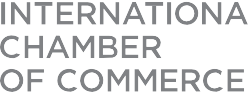 INTERNATIONA
CHAMBER
OF COMMERCE